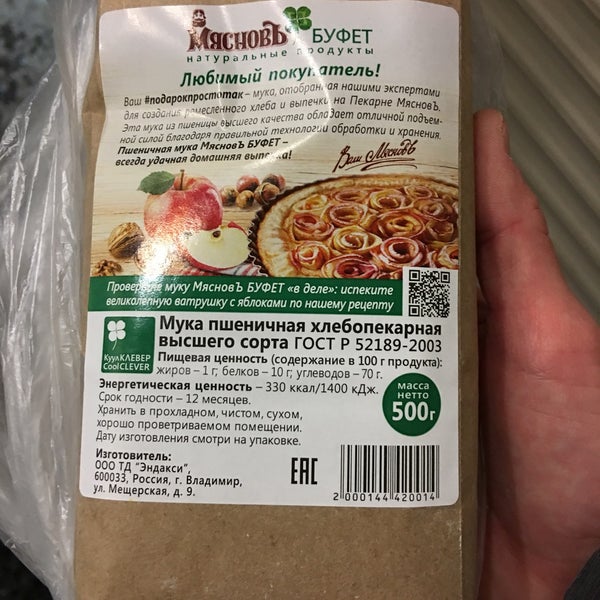 МЯСНОВЪ БУФЕТ
натуральные продукты
Любимый покупатель!
Ваш #подарокпростотак – мука, отобранная нашими экспертами
для создания ремесленного хлеба и выпечки на Пекарне МясновЪ.
Эта мука из пшеницы высшего качества обладает отличной подъем-
ной силой благодаря правильной технологии обработки и хранения.
Пшеничная мука МясновЪ БУФЕТ –
всегда удачная домашняя выпечка!
Ваш МясновЪ
Проверьте муку МясновЪ БУФЕТ «в деле»: испеките
великолепную ватрушку с яблоками по нашему рецепту
КуулКЛЕВЕР
CoolCLEVER
Мука пшеничная хлебопекарная
высшего сорта ГОСТ Р 52189-2003
Пищевая ценность (содержание в 100 г продукта):
жиров – 1 г; белков – 10 г; углеводов – 70 г.
Энергетическая ценность – 330 ккал/1400 кДж.
Срок годности – 12 месяцев.
Хранить в прохладном, чистом, сухом,
хорошо проветриваемом помещении.
Дату изготовления смотри на упаковке.
масса
нетто
500г
Изготовитель:
ООО ТД "Эндакси",
600033, Россия, г. Владимир,
ул. Мещерская, д. 9.
ЕАС
2 000144 420014